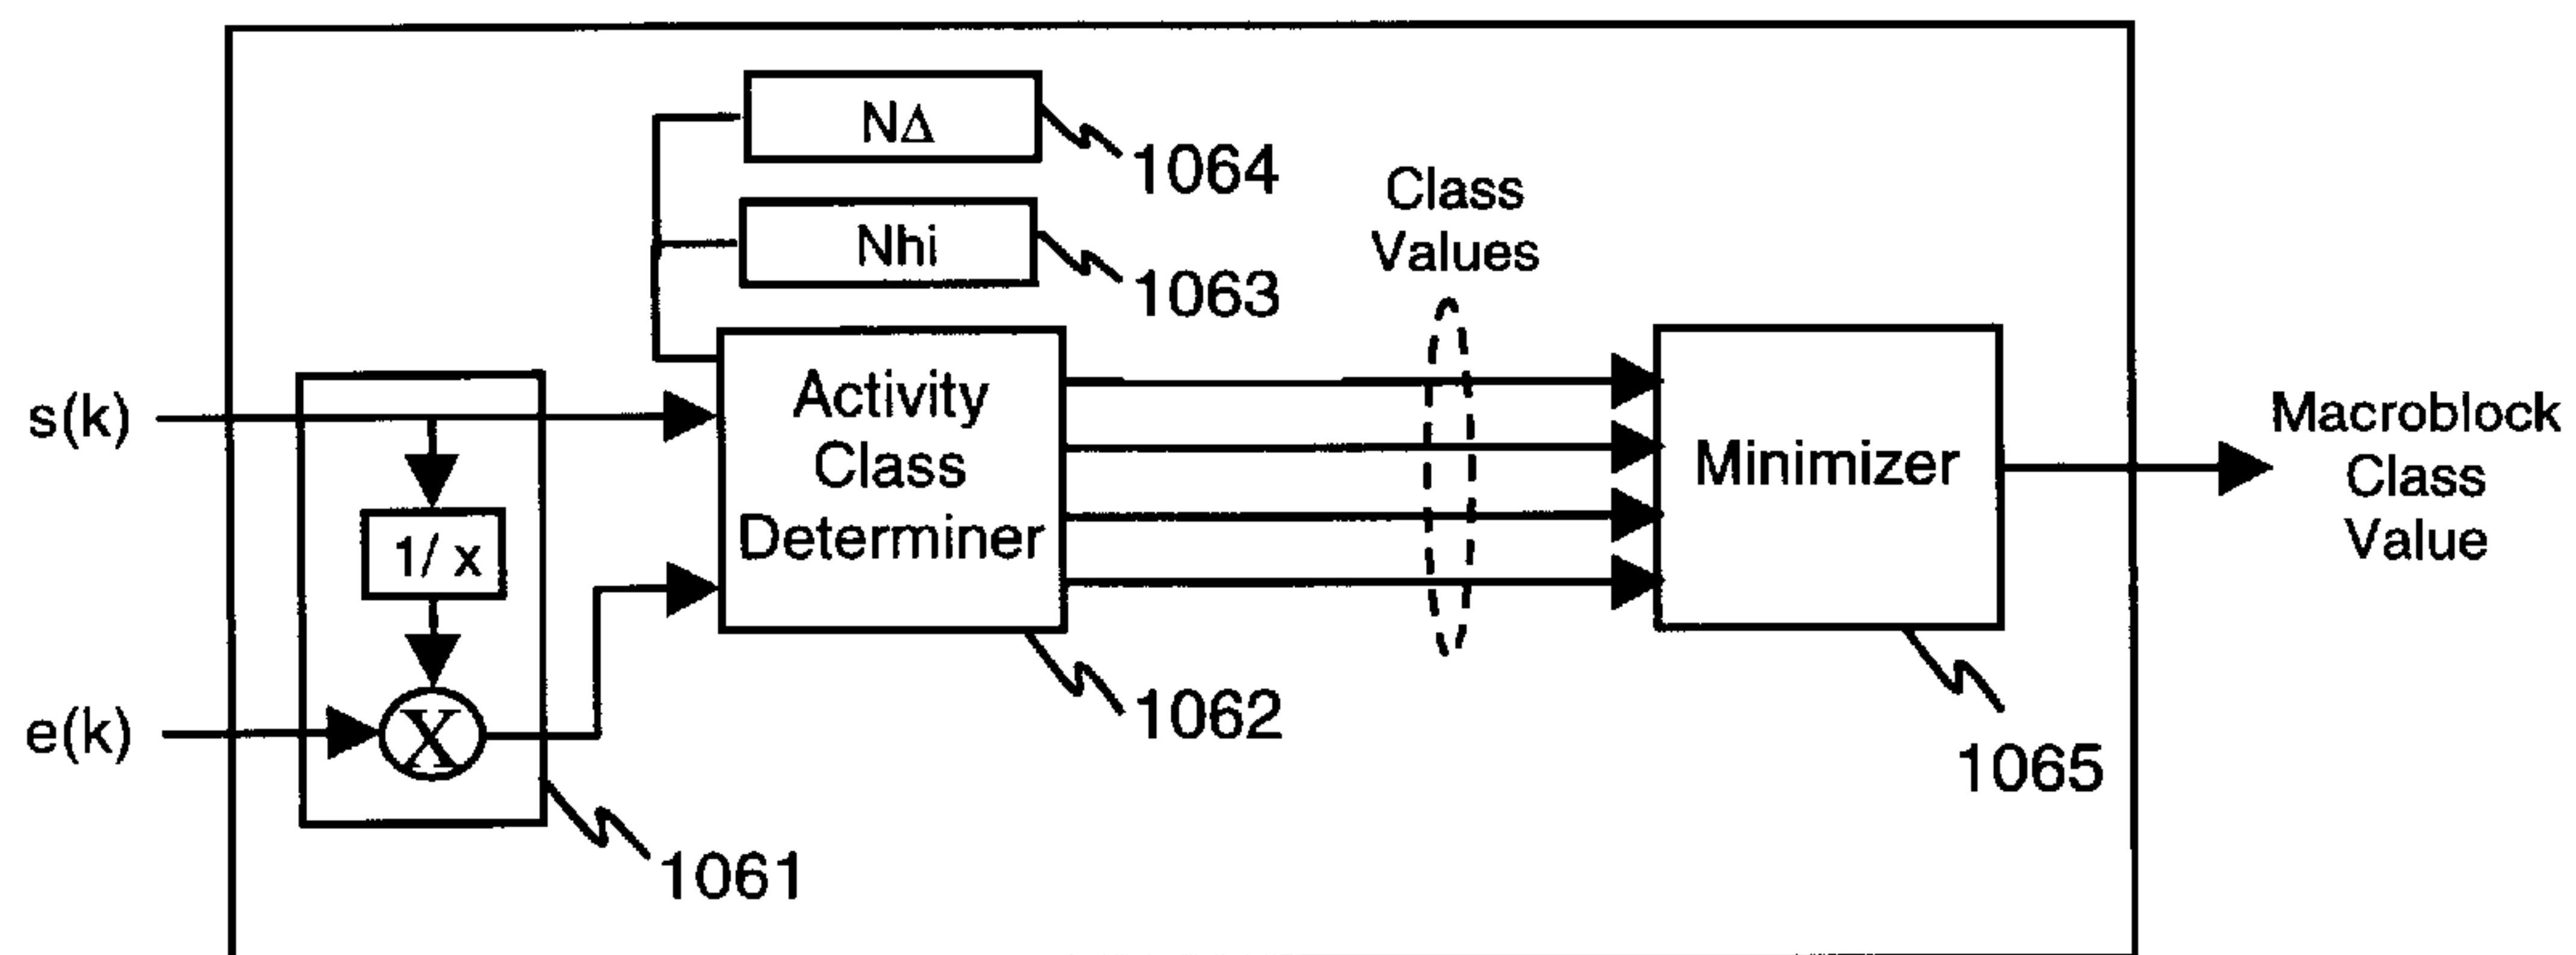 NΔ
1064
Nhi
1063
Class
Values
s(k)
1/ x
e(k)
X
1061
Activity
Class
Determiner
1062
Minimizer
1065
Macroblock
Class
Value